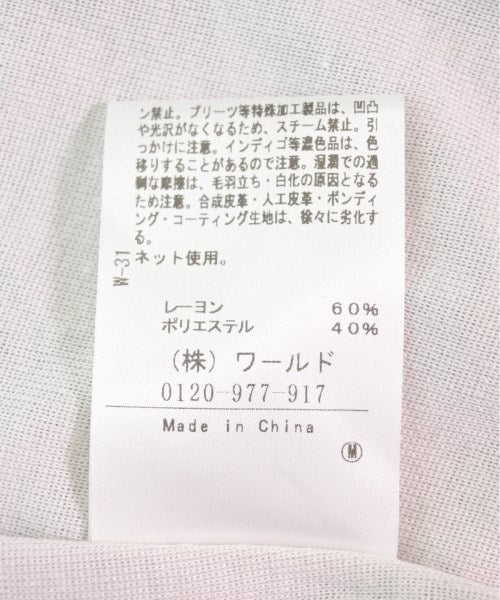 ン禁止。プリーツ等特殊加工製品は、凹凸
や光沢がなくなるため、スチーム禁止。引
っかけに注意。インディゴ等濃色品は、色
移りすることがあるので注意。湿潤での過
剰な摩擦は、毛羽立ち・白化の原因となる
ため注意。合成皮革・人工皮革・ボンディ
ング・コーティング生地は、徐々に劣化す
る。
ネット使用。
W-31
レーヨン 60%
ポリエステル 40%
(株) ワールド
0120-977-917
Made in China
M